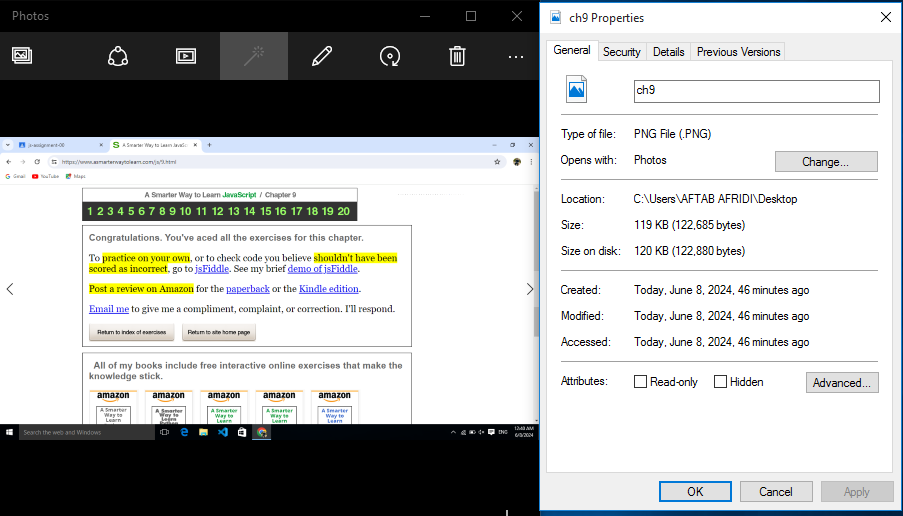 Photos
js-assignment-08
A Smarter Way to Learn JavaSc
https://www.asmarterwaytolearn.com/js/9.html
Gmail YouTube Maps
A Smarter Way to Learn JavaScript / Chapter 9
1 2 3 4 5 6 7 8 9 10 11 12 13 14 15 16 17 18 19 20
Congratulations. You've aced all the exercises for this chapter.
To practice on your own, or to check code you believe shouldn't have been
scored as incorrect, go to jsFiddle. See my brief demo of jsFiddle.
Post a review on Amazon for the paperback or the Kindle edition.
Email me to give me a compliment, complaint, or correction. I'll respond.
Return to index of exercises Return to site home page
All of my books include free interactive online exercises that make the
knowledge stick.
amazon amazon amazon amazon amazon
A Smarter A Smarter A Smarter A Smarter A Smarter
Way to Way to Way to Way to Way to
Learn Learn Python Learn Learn Learn
Search the web and Windows
ENG
12:40 AM
6/8/2024
ch9 Properties
General Security Details Previous Versions
ch9
Type of file: PNG File (.PNG)
Opens with: Photos Change...
Location: C:\Users\AFTAB AFRIDI\Desktop
Size: 119 KB (122,685 bytes)
Size on disk: 120 KB (122,880 bytes)
Created: Today, June 8, 2024, 46 minutes ago
Modified: Today, June 8, 2024, 46 minutes ago
Accessed: Today, June 8, 2024, 46 minutes ago
Attributes: Read-only Hidden Advanced...
OK Cancel Apply